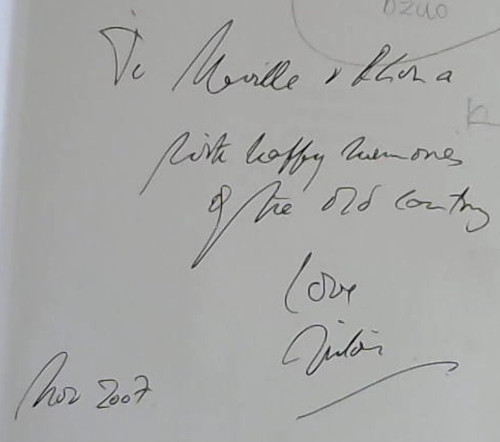 To Neville & Rhona
with happy memories
of the old country
Love
Nov 2007